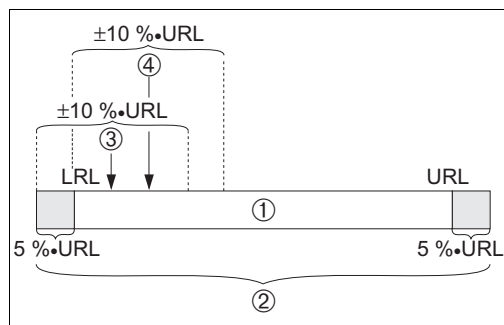 ±10 %•URL
④
±10 %•URL
③
LRL URL
①
5 %•URL 5 %•URL
②